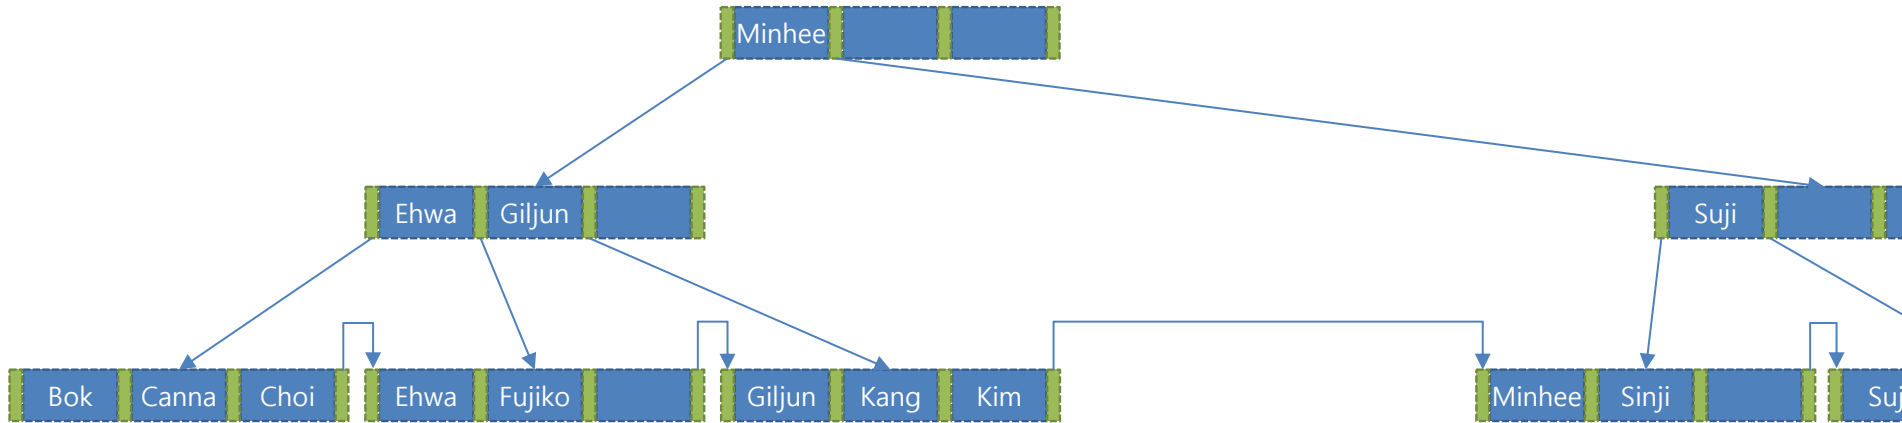 Minhee
Ehwa Giljun
Suji
Bok Canna Choi
Ehwa Fujiko
Giljun Kang Kim
Minhee Sinji